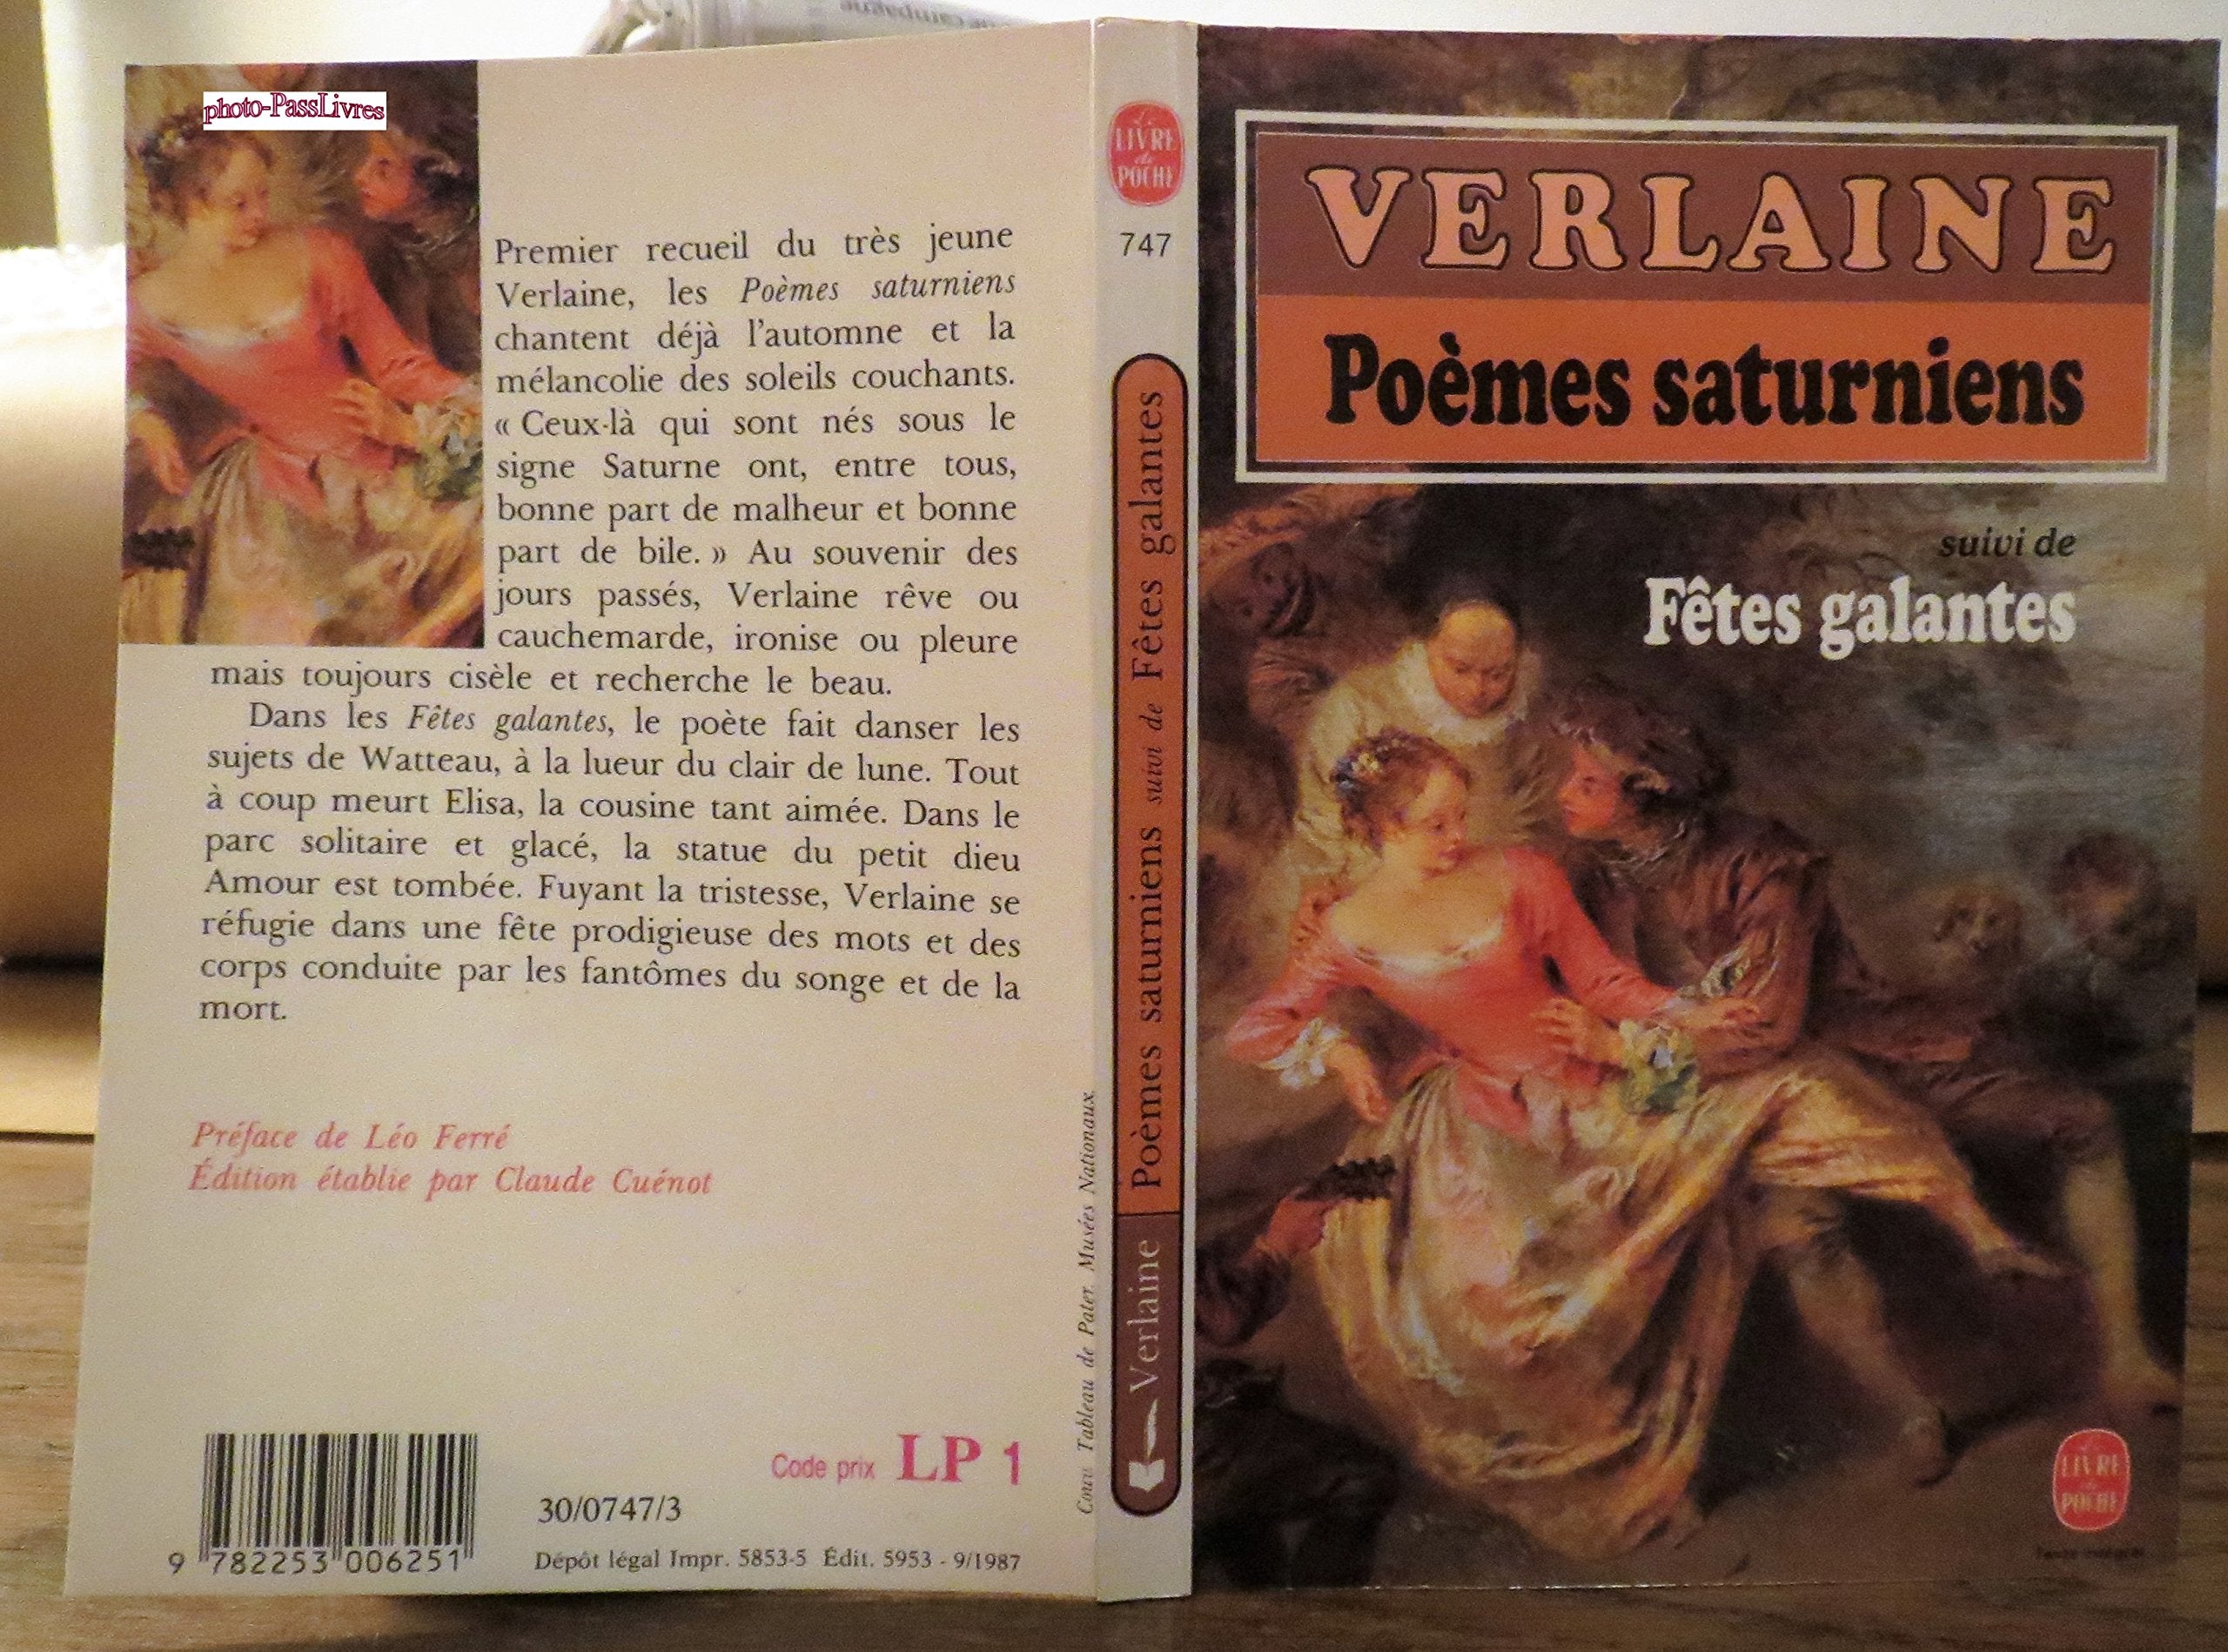 photo-PassLivres
Premier recueil du très jeune
Verlaine, les Poèmes saturniens
chantent déjà l'automne et la
mélancolie des soleils couchants.
« Ceux-là qui sont nés sous le
signe Saturne ont, entre tous,
bonne part de malheur et bonne
part de bile. » Au souvenir des
jours passés, Verlaine rêve ou
cauchemarde, ironise ou pleure
mais toujours cisèle et recherche le beau.
Dans les Fêtes galantes, le poète fait danser les
sujets de Watteau, à la lueur du clair de lune. Tout
à coup meurt Elisa, la cousine tant aimée. Dans le
parc solitaire et glacé, la statue du petit dieu
Amour est tombée. Fuyant la tristesse, Verlaine se
réfugie dans une fête prodigieuse des mots et des
corps conduite par les fantômes du songe et de la
mort.
Préface de Léo Ferré
Édition établie par Claude Cuénot
Code prix LP 1
30/0747/3
9 782253 006251
Dépôt légal Impr. 5853-5 Édit. 5953 - 9/1987
Tableau de Pater. Musées Nationaux.
Le
LIVRE
de
POCHE
747
Verlaine Poèmes saturniens suivi de Fêtes galantes
VERLAINE
Poèmes saturniens
suivi de
Fêtes galantes
LE
LIVRE
de
POCHE